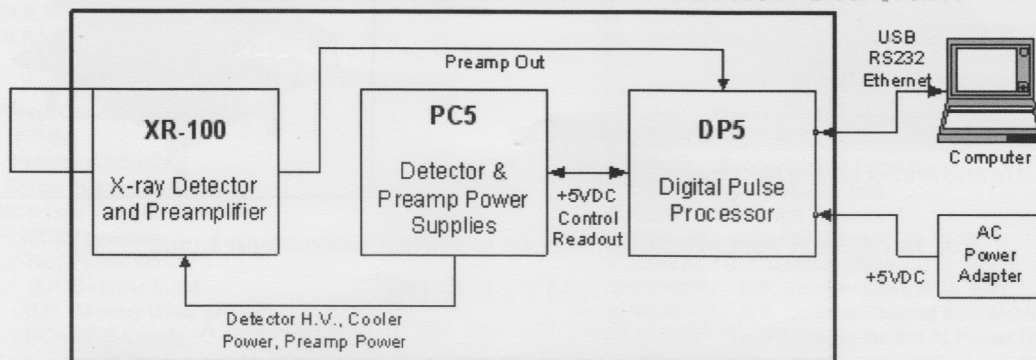 USB
RS232
Ethernet
Preamp Out
XR-100
X-ray Detector
and Preamplifier
PC5
Detector &
Preamp Power
Supplies
+5VDC
Control
Readout
DP5
Digital Pulse
Processor
Computer
+5VDC
AC
Power
Adapter
Detector H.V., Cooler
Power, Preamp Power